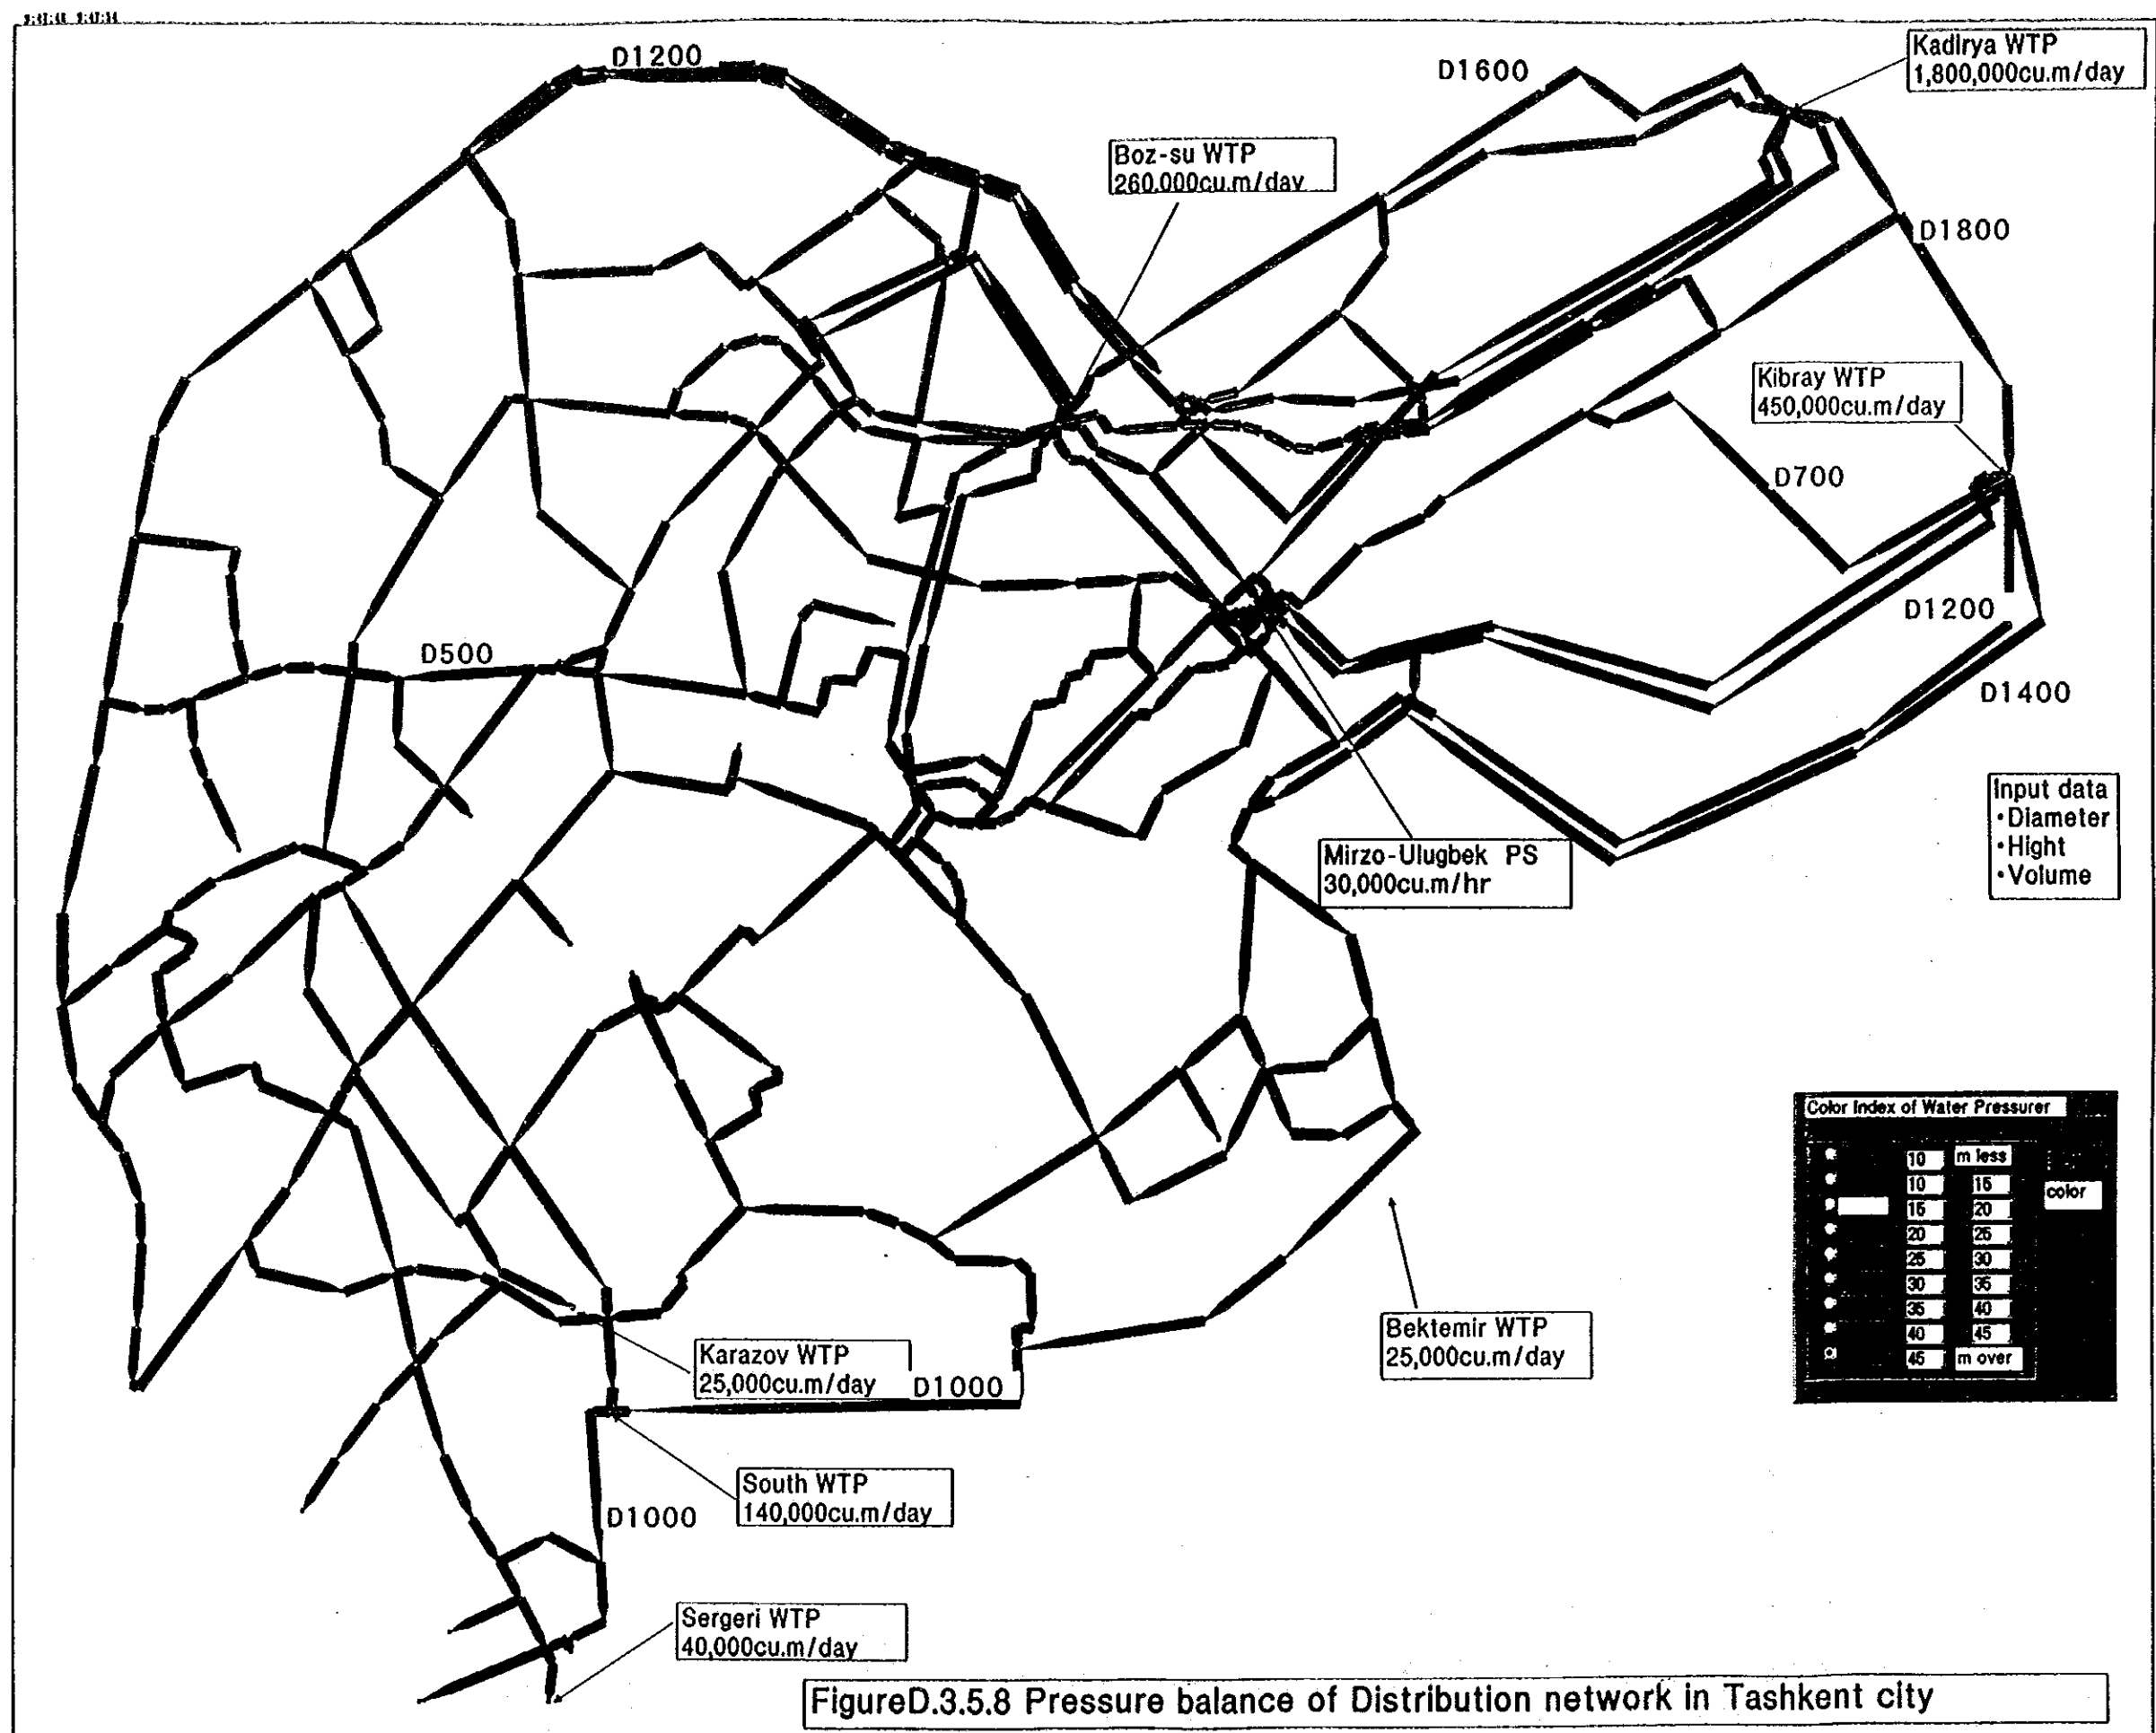 D1200
D1600
Kadirya WTP
1,800,000cu.m/day
Boz-su WTP
260,000cu.m/day
D1800
Kibray WTP
450,000cu.m/day
D700
D1200
D500
D1400
Input data
・Diameter
・Hight
・Volume
Mirzo-Ulugbek PS
30,000cu.m/hr
Color Index of Water Pressurer
10 m less
10 15
color
15 20
20 25
25 30
30 35
35 40
40 45
45 m over
Bektemir WTP
25,000cu.m/day
Karazov WTP
25,000cu.m/day
D1000
South WTP
140,000cu.m/day
D1000
Sergeri WTP
40,000cu.m/day
FigureD.3.5.8 Pressure balance of Distribution network in Tashkent city